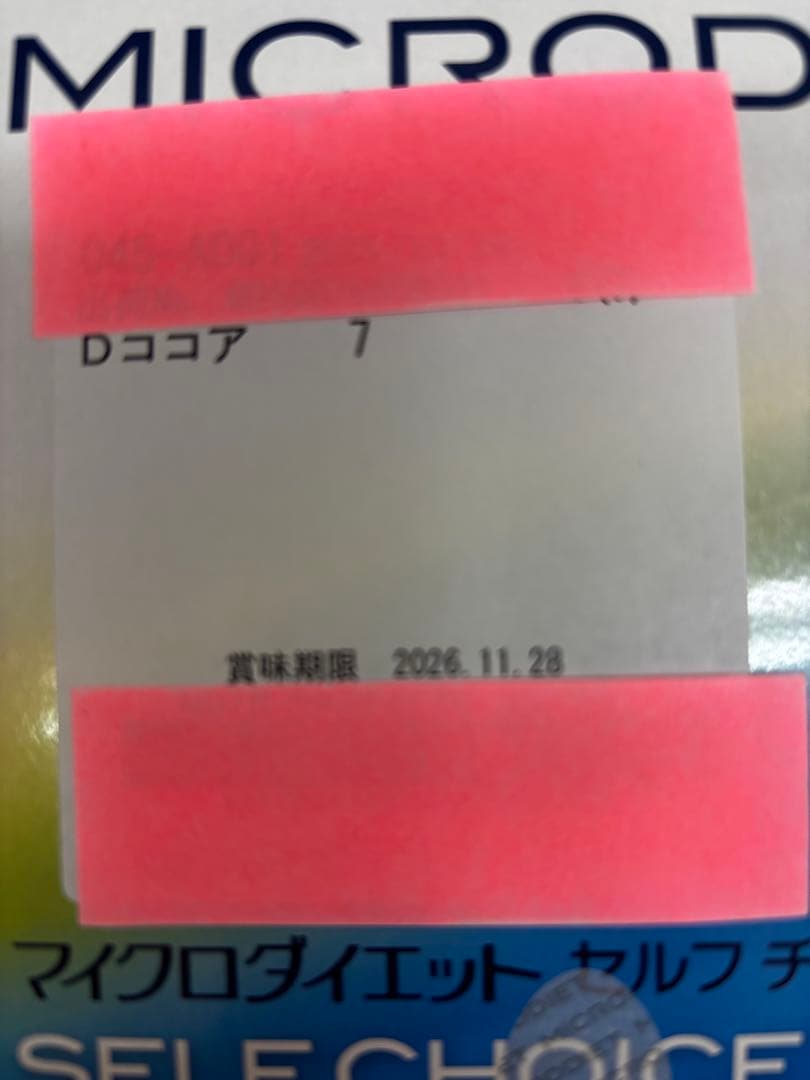 MICROD
Dココア 7
賞味期限 2026.11.28
マイクロダイエット セルフ チ
SELF CHOICE